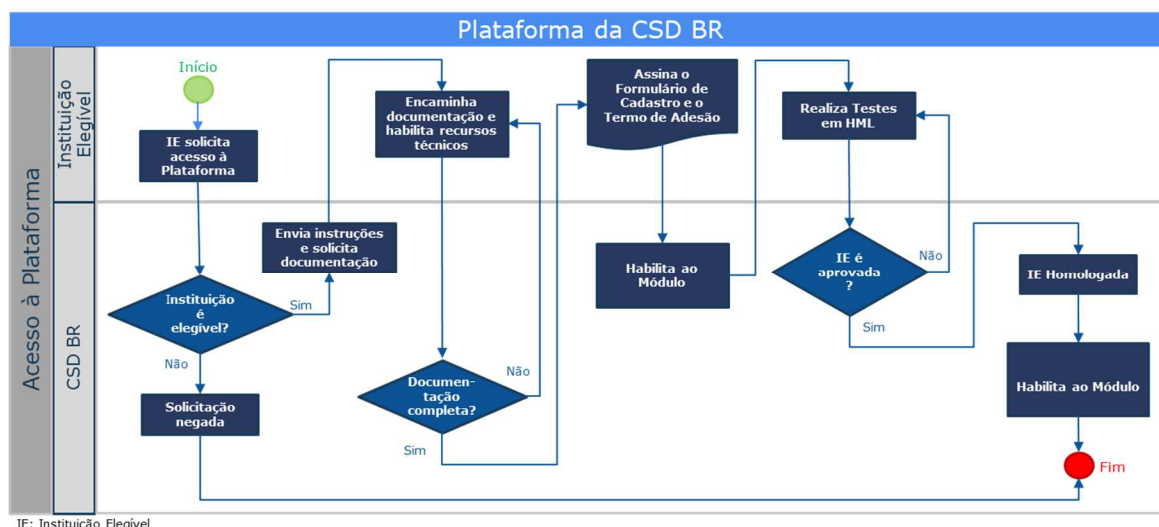 Plataforma da CSD BR
Acesso à Plataforma
Instituição
Elegível
CSD BR
Início
IE solicita
acesso à
Plataforma
Instituição
é
elegível?
Sim
Não
Solicitação
negada
Envia instruções
e solicita
documentação
Encaminha
documentação e
habilita recursos
técnicos
Documen-
tação
completa?
Não
Sim
Assina o
Formulário de
Cadastro e o
Termo de Adesão
Habilita ao
Módulo
Realiza Testes
em HML
IE é
aprovada
?
Não
Sim
IE Homologada
Habilita ao Módulo
Fim
IE: Instituição Elegível